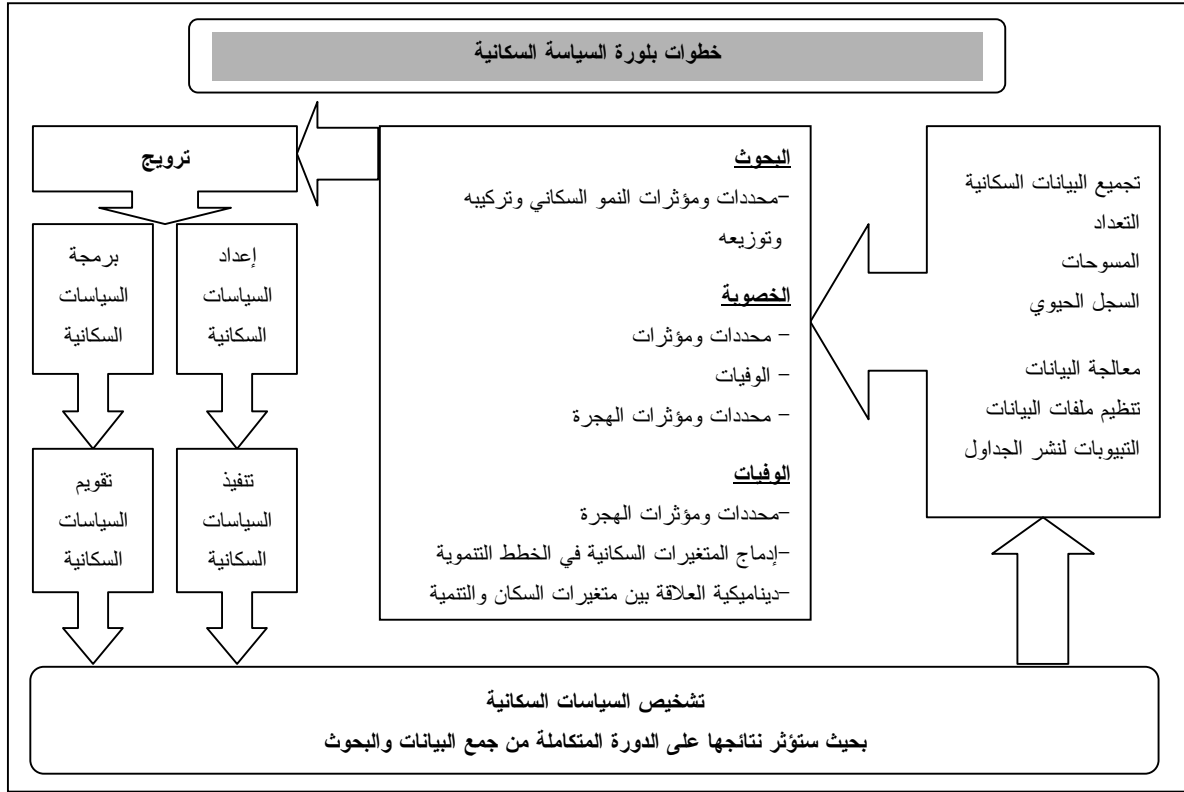 خطوات بلورة السياسة السكانية
تجميع البيانات السكانية
التعداد
المسوحات
السجل الحيوي
معالجة البيانات
تنظيم ملفات البيانات
التبيوبات لنشر الجداول
البحوث
–محددات ومؤثرات النمو السكاني وتركيبه
وتوزيعه
الخصوبة
– محددات ومؤثرات
– الوفيات
– محددات ومؤثرات الهجرة
الوفيات
–محددات ومؤثرات الهجرة
–إدماج المتغيرات السكانية في الخطط التنموية
–ديناميكية العلاقة بين متغيرات السكان والتنمية
ترويج
إعداد
السياسات
السكانية
برمجة
السياسات
السكانية
تنفيذ
السياسات
السكانية
تقويم
السياسات
السكانية
تشخيص السياسات السكانية
بحيث ستؤثر نتائجها على الدورة المتكاملة من جمع البيانات والبحوث